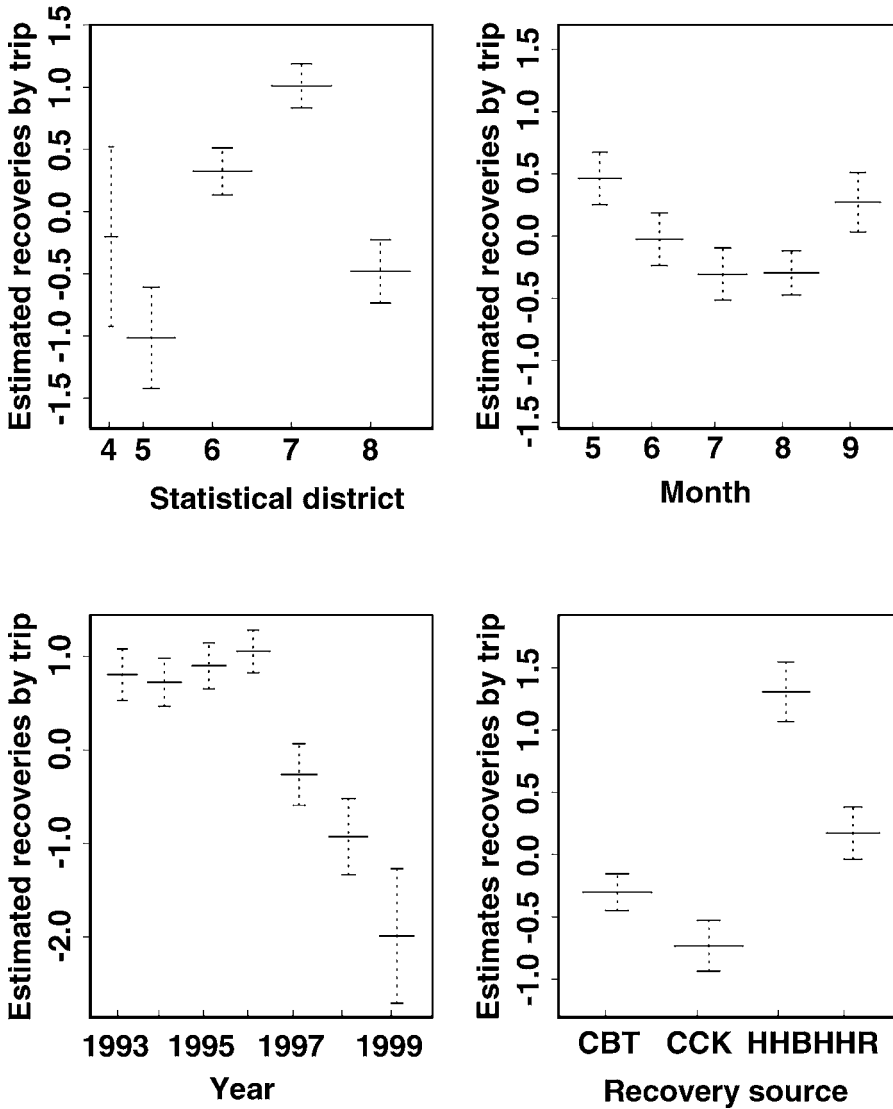 Estimated recoveries by trip
1.5
1.0
0.5
0.0
-0.5
-1.0
-1.5
4 5 6 7 8
Statistical district
Estimated recoveries by trip
1.5
1.0
0.5
0.0
-0.5
-1.0
-1.5
5 6 7 8 9
Month
Estimated recoveries by trip
1.0
0.0
-1.0
-2.0
1993 1995 1997 1999
Year
Estimates recoveries by trip
1.5
1.0
0.5
0.0
-0.5
-1.0
CBT CCK HHB HHR
Recovery source